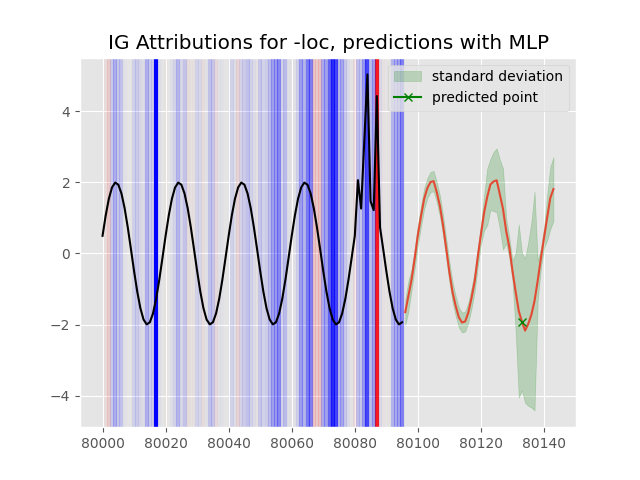 IG Attributions for -loc, predictions with MLP
standard deviation
predicted point
4
2
0
−2
−4
80000 80020 80040 80060 80080 80100 80120 80140